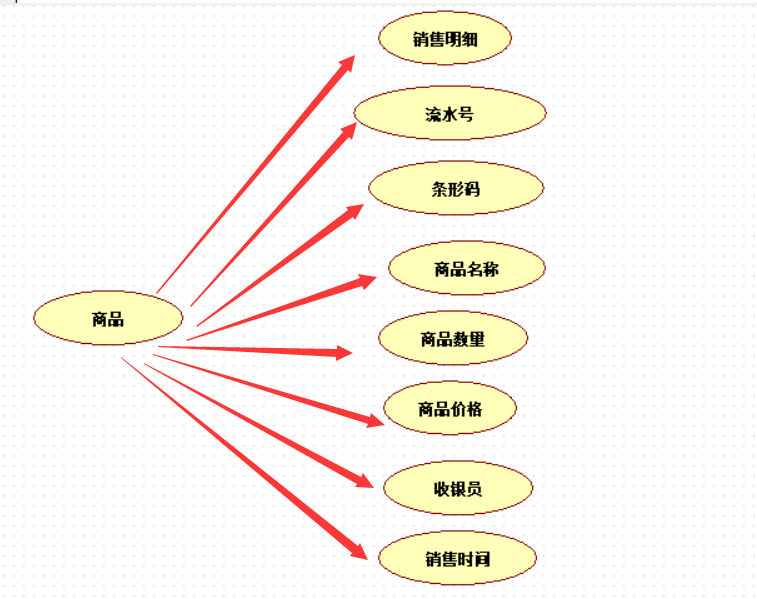 销售明细
流水号
条形码
商品名称
商品
商品数量
商品价格
收银员
销售时间